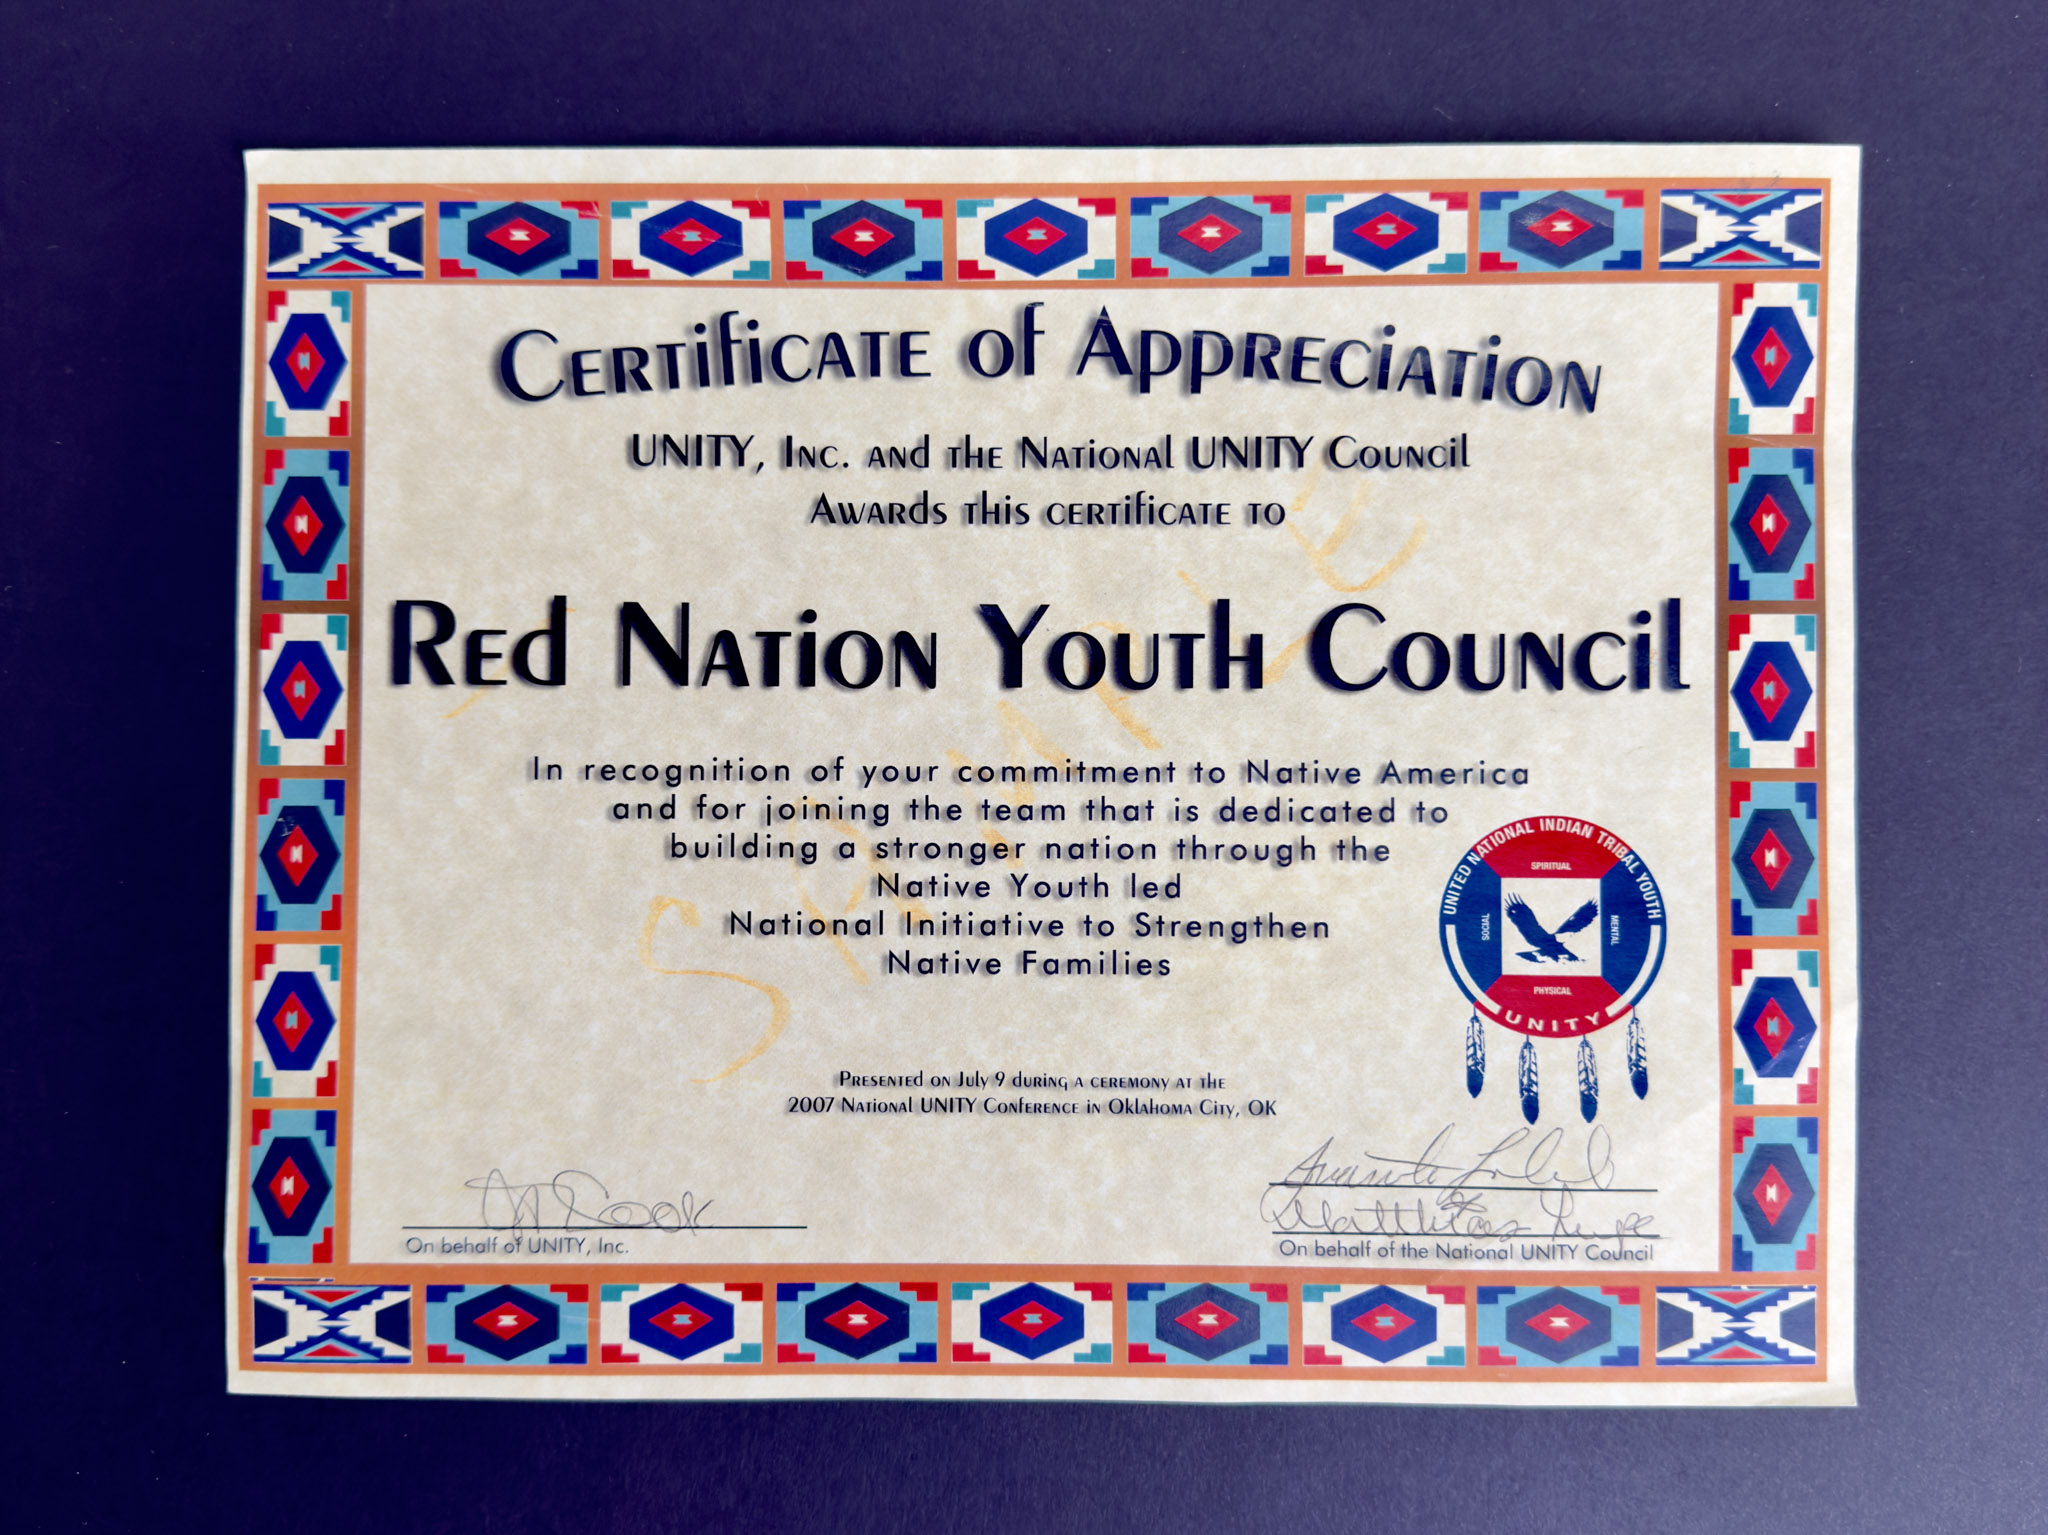 Certificate of Appreciation
UNITY, Inc. and the National UNITY Council
Awards this certificate to
Red Nation Youth Council
In recognition of your commitment to Native America
and for joining the team that is dedicated to
building a stronger nation through the
Native Youth led
National Initiative to Strengthen
Native Families
SAMPLE
UNITED NATIONAL INDIAN TRIBAL YOUTH
SPIRITUAL
SOCIAL
MENTAL
PHYSICAL
UNITY
Presented on July 9 during a ceremony at the
2007 National UNITY Conference in Oklahoma City, OK
Cook
On behalf of UNITY, Inc.
On behalf of the National UNITY Council